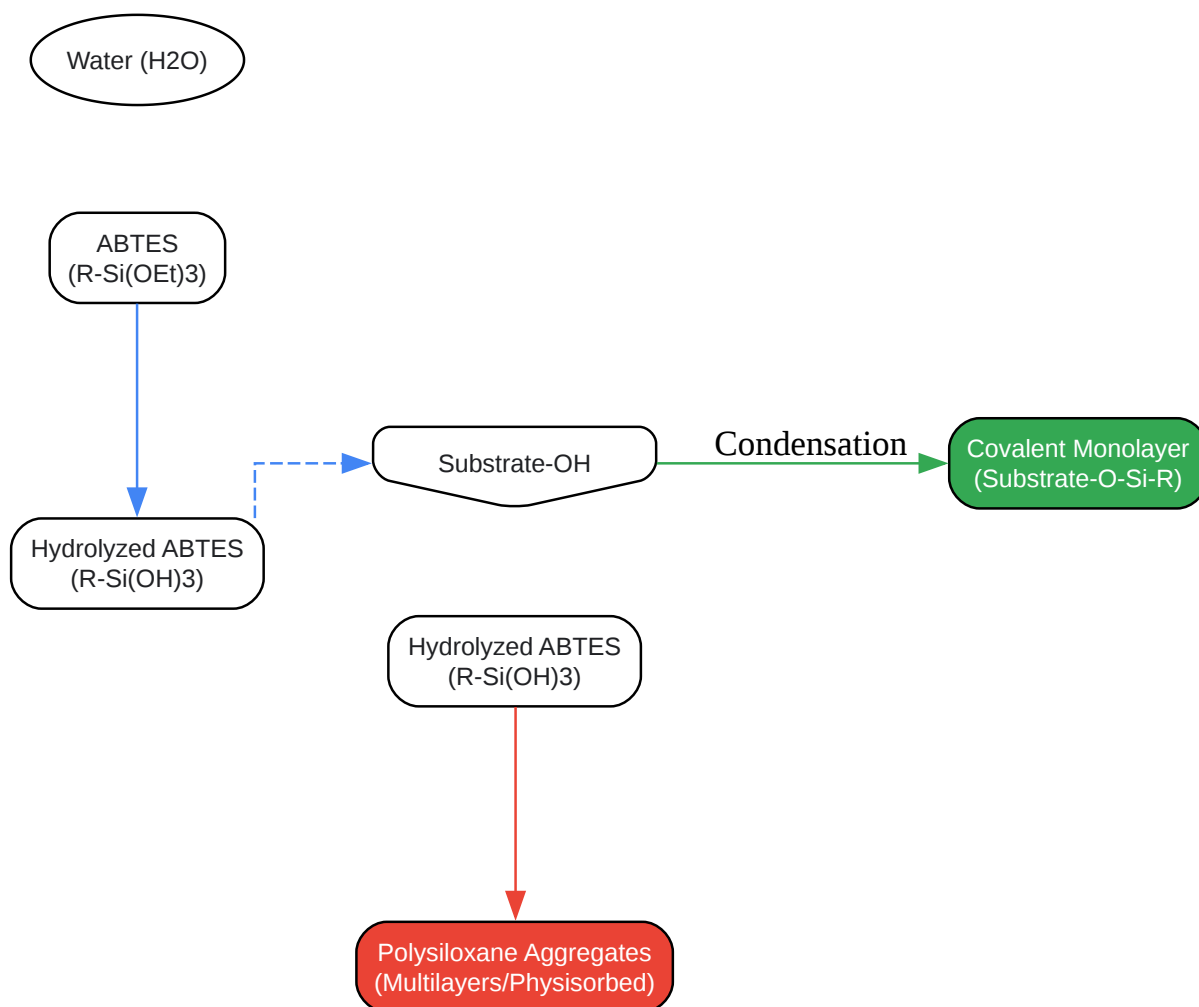 Water (H2O)
ABTES
(R-Si(OEt)3)
Substrate-OH
Condensation
Covalent Monolayer
(Substrate-O-Si-R)
Hydrolyzed ABTES
(R-Si(OH)3)
Hydrolyzed ABTES
(R-Si(OH)3)
Polysiloxane Aggregates
(Multilayers/Physisorbed)